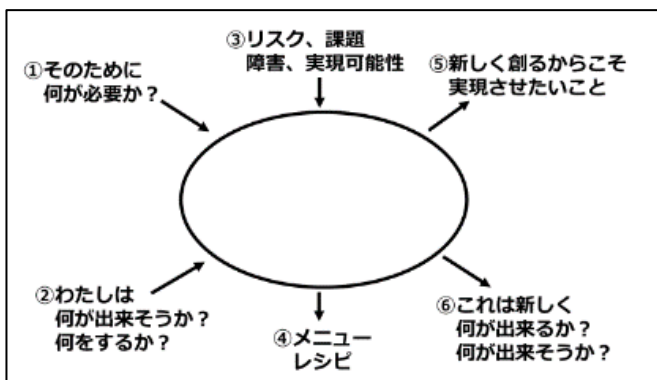 ①そのために
何が必要か？
②わたしは
何が出来そうか？
何をするか？
③リスク、課題
障害、実現可能性
④メニュー
レシピ
⑤新しく創るからこそ
実現させたいこと
⑥これは新しく
何が出来るか？
何が出来そうか？